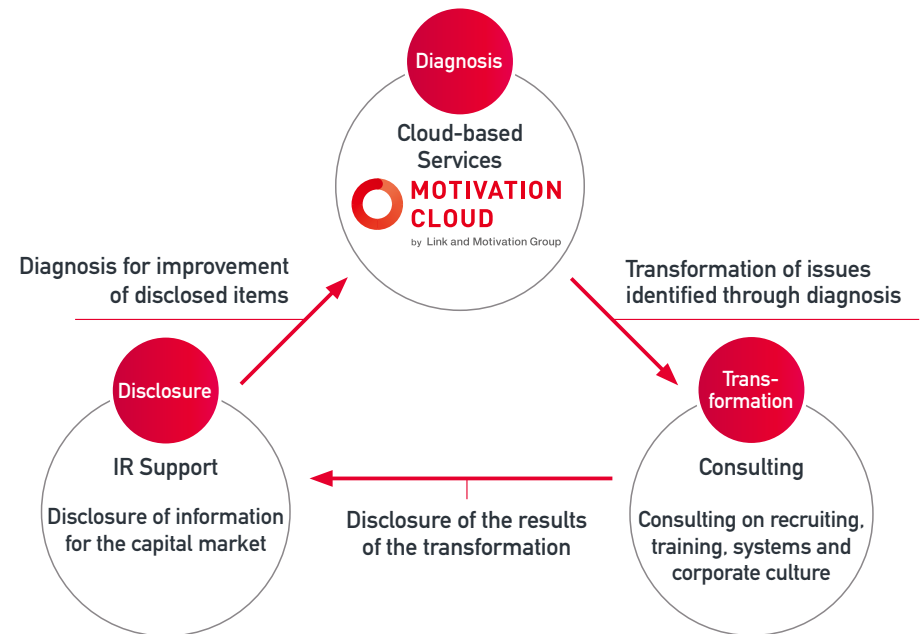 Diagnosis
Cloud-based
Services
MOTIVATION
CLOUD
by Link and Motivation Group
Diagnosis for improvement
of disclosed items
Transformation of issues
identified through diagnosis
Disclosure
IR Support
Disclosure of information
for the capital market
Disclosure of the results
of the transformation
Trans-
formation
Consulting
Consulting on recruiting,
training, systems and
corporate culture